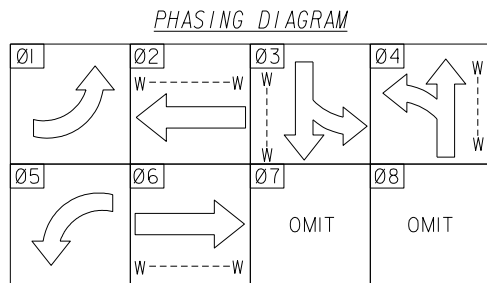 PHASING DIAGRAM
Ø1 Ø2 Ø3 Ø4
W W W W
W W
Ø5 Ø6 Ø7 Ø8
OMIT OMIT
W W